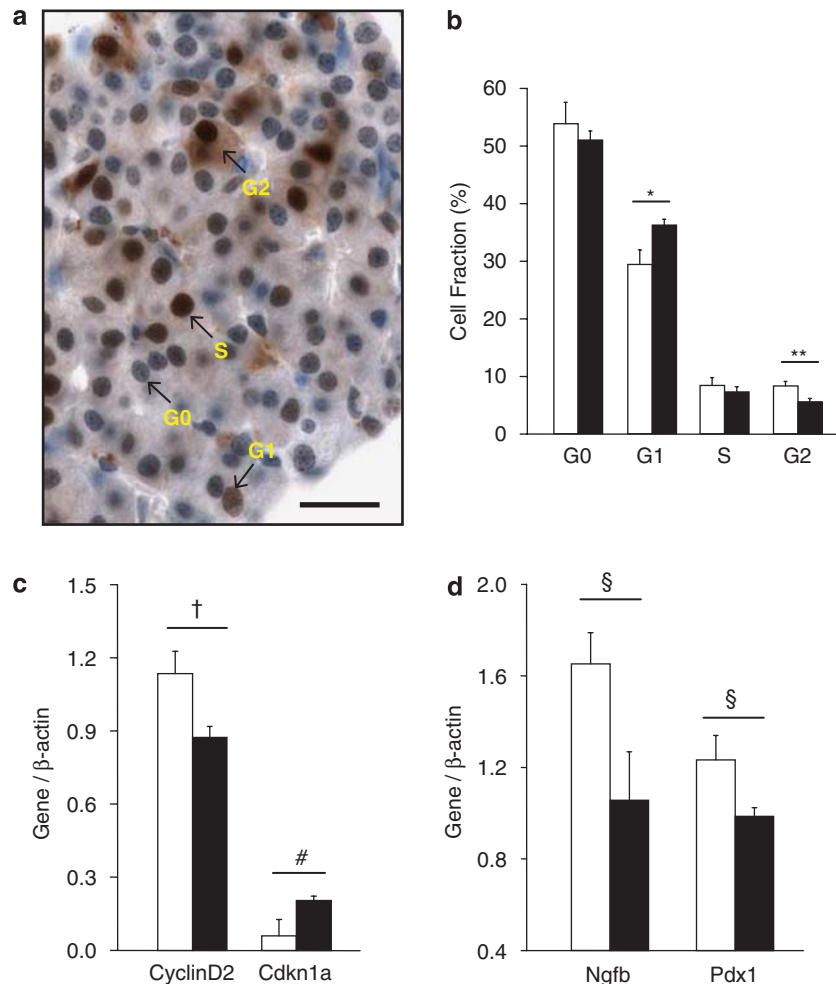 a
G2
S
G0
G1
b
Cell Fraction (%)
60
50
40
30
20
10
0
*
**
G0 G1 S G2
c
Gene / β-actin
1.5
1.2
0.9
0.6
0.3
0.0
†
#
CyclinD2 Cdkn1a
d
Gene / β-actin
2.0
1.6
1.2
0.8
0.4
§
§
Ngfb Pdx1